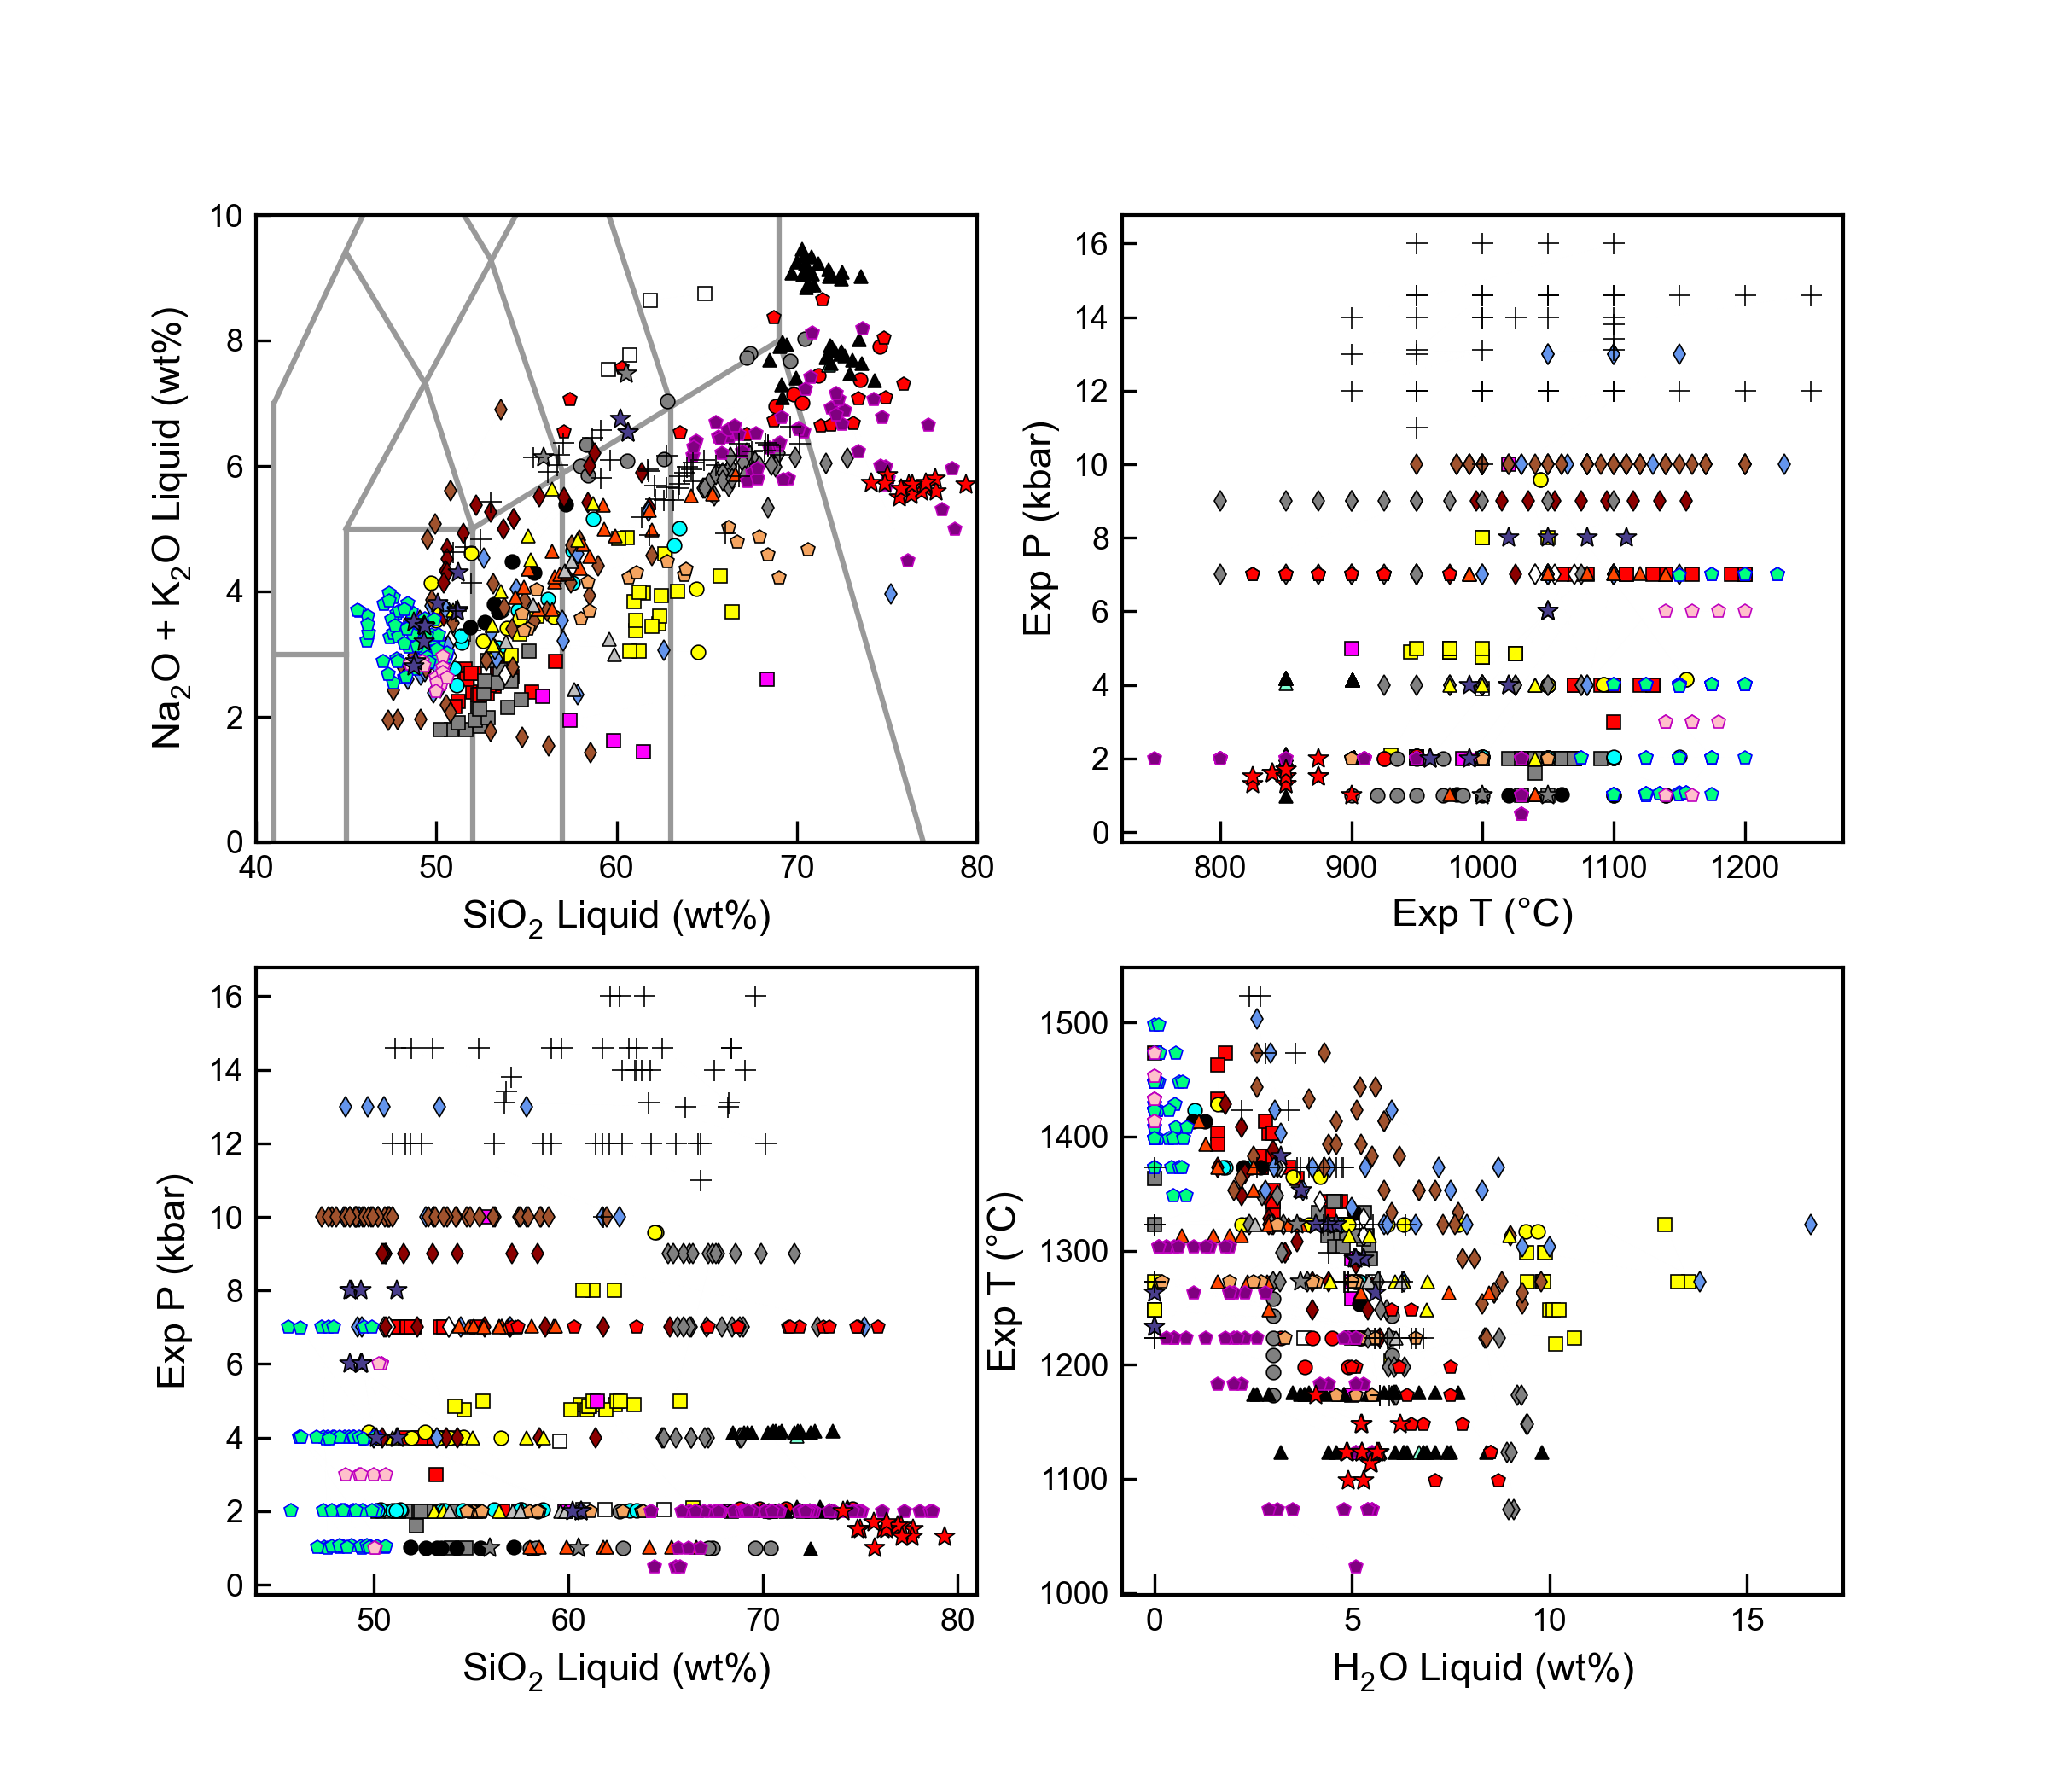 10
8
6
4
2
0
Na₂O + K₂O Liquid (wt%)
40 50 60 70 80
SiO₂ Liquid (wt%)
16
14
12
10
8
6
4
2
0
Exp P (kbar)
800 900 1000 1100 1200
Exp T (°C)
16
14
12
10
8
6
4
2
0
Exp P (kbar)
50 60 70 80
SiO₂ Liquid (wt%)
1500
1400
1300
1200
1100
1000
Exp T (°C)
0 5 10 15
H₂O Liquid (wt%)